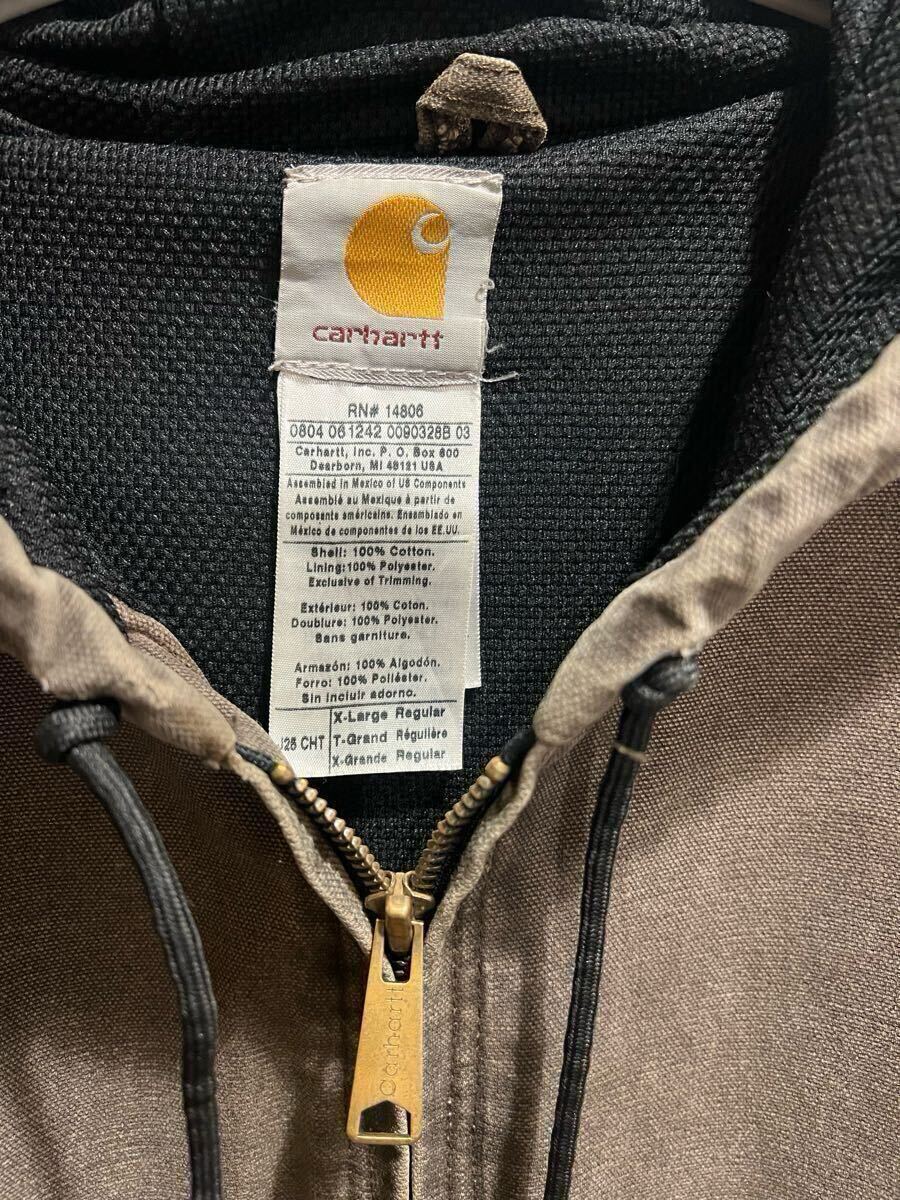 carhartt
RN# 14806
0804 061242 0090328B 03
Carhartt, Inc. P. O. Box 600
Dearborn, MI 48121 USA
Assembled in Mexico of US Components
Assemblé au Mexique à partir de
composants américains. Ensamblado en
México de componentes de los EE.UU.
Shell: 100% Cotton.
Lining:100% Polyester.
Exclusive of Trimming.
Extérieur: 100% Coton.
Doublure: 100% Polyester.
Sans garniture.
Armazón: 100% Algodón.
Forro: 100% Poliéster.
Sin incluir adorno.
X-Large Regular
J25 CHT T-Grand Régulière
X-Grande Regular
carhartt